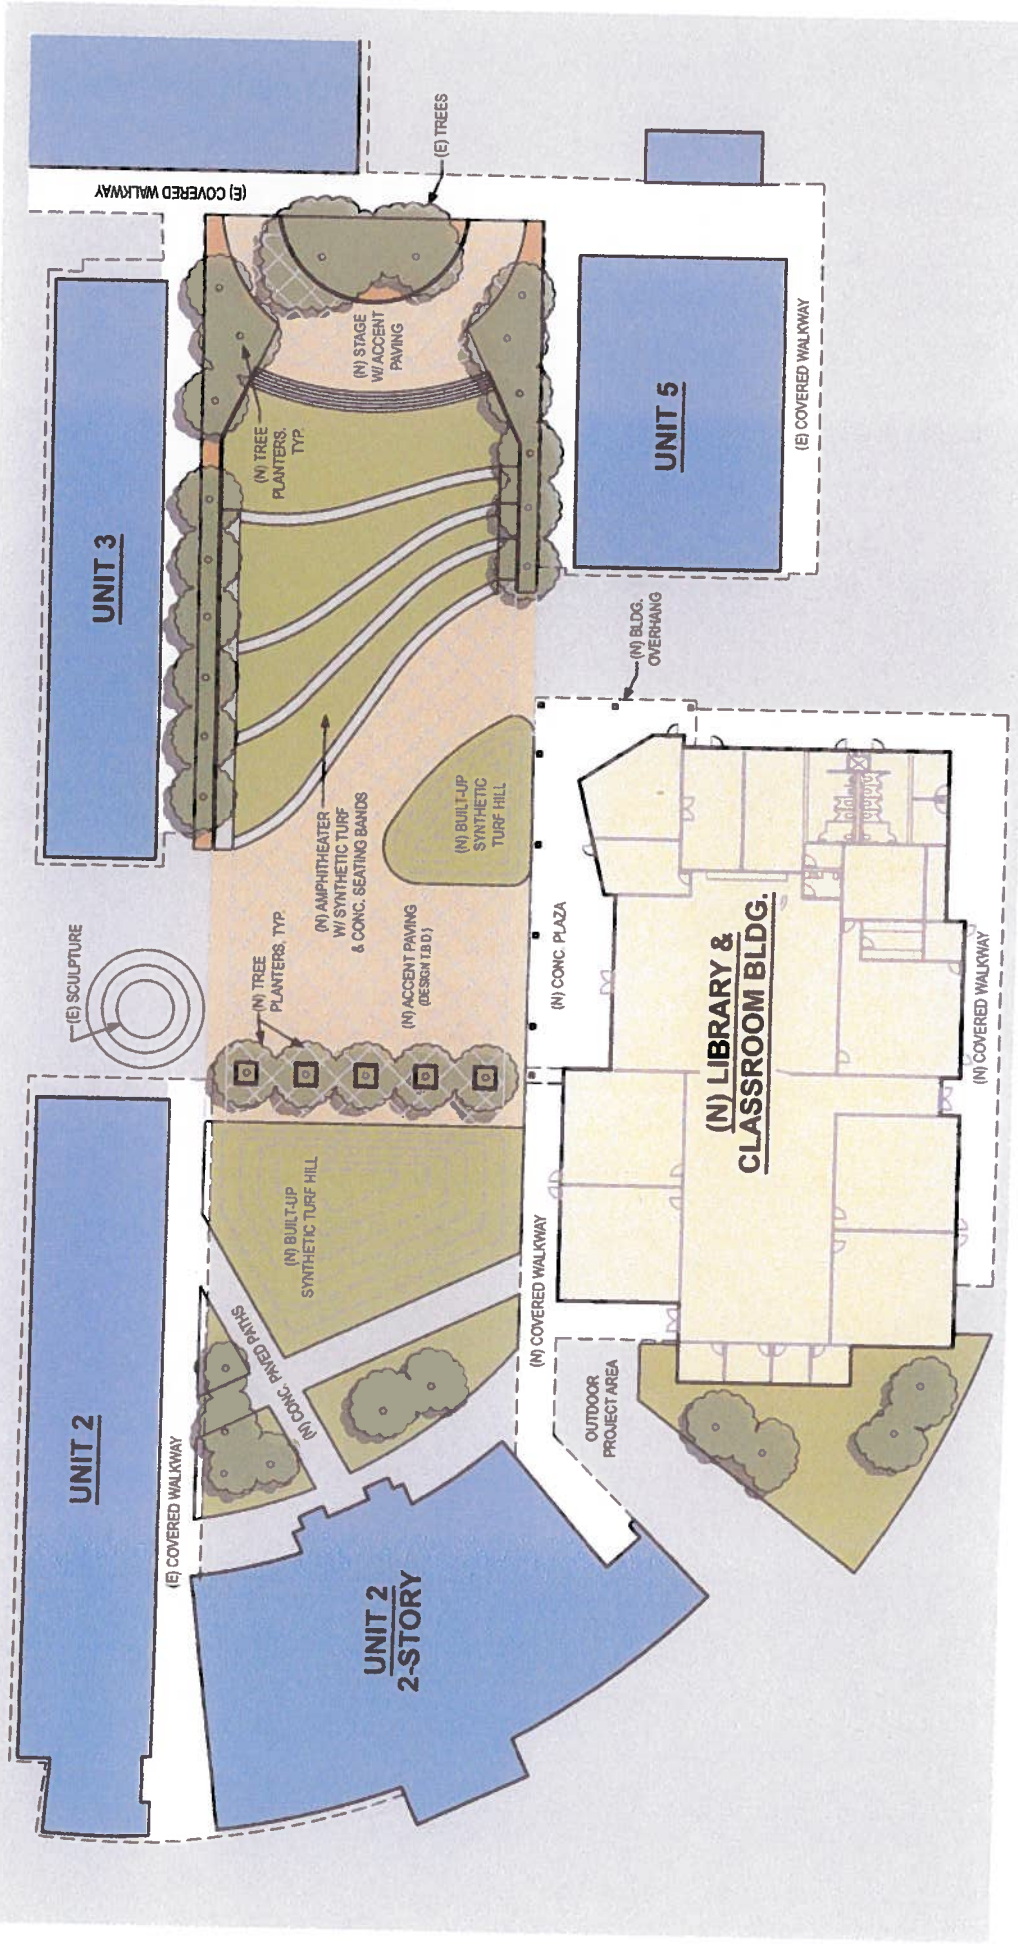 UNIT 2
(E) COVERED WALKWAY
UNIT 2
2-STORY
(N) CONC. PAVED PATHS
(N) BUILT-UP
SYNTHETIC TURF HILL
(E) SCULPTURE
(N) TREE
PLANTERS, TYP.
(N) AMPHITHEATER
W/ SYNTHETIC TURF
& CONC. SEATING BANDS
(N) ACCENT PAVING
(DESIGN T.B.D.)
(N) BUILT-UP
SYNTHETIC
TURF HILL
UNIT 3
(N) TREE
PLANTERS,
TYP.
(N) STAGE
W/ ACCENT
PAVING
(E) COVERED WALKWAY
(E) TREES
UNIT 5
(E) COVERED WALKWAY
(N) BLDG.
OVERHANG
(N) CONC. PLAZA
(N) COVERED WALKWAY
OUTDOOR
PROJECT AREA
(N) LIBRARY &
CLASSROOM BLDG.
(N) COVERED WALKWAY